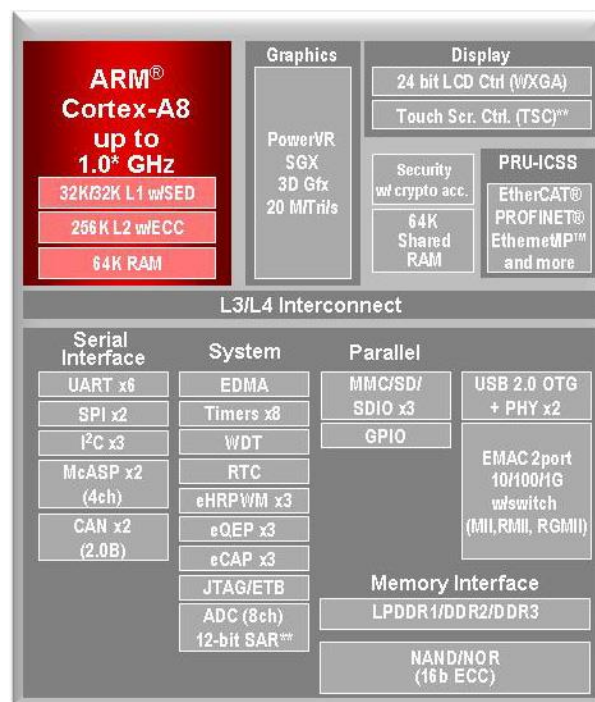 ARM®
Cortex-A8
up to
1.0* GHz
32K/32K L1 w/SED
256K L2 w/ECC
64K RAM
Graphics
PowerVR
SGX
3D Gfx
20 M/Tri/s
Display
24 bit LCD Ctrl (WXGA)
Touch Scr. Ctrl. (TSC)**
Security
w/ crypto acc.
64K
Shared
RAM
PRU-ICSS
EtherCAT®
PROFINET®
EthernetIP™
and more
L3/L4 Interconnect
Serial
Interface
UART x6
SPI x2
I²C x3
McASP x2
(4ch)
CAN x2
(2.0B)
System
EDMA
Timers x8
WDT
RTC
eHRPWM x3
eQEP x3
eCAP x3
JTAG/ETB
ADC (8ch)
12-bit SAR**
Parallel
MMC/SD/
SDIO x3
GPIO
USB 2.0 OTG
+ PHY x2
EMAC 2port
10/100/1G
w/switch
(MII,RMII, RGMII)
Memory Interface
LPDDR1/DDR2/DDR3
NAND/NOR
(16b ECC)